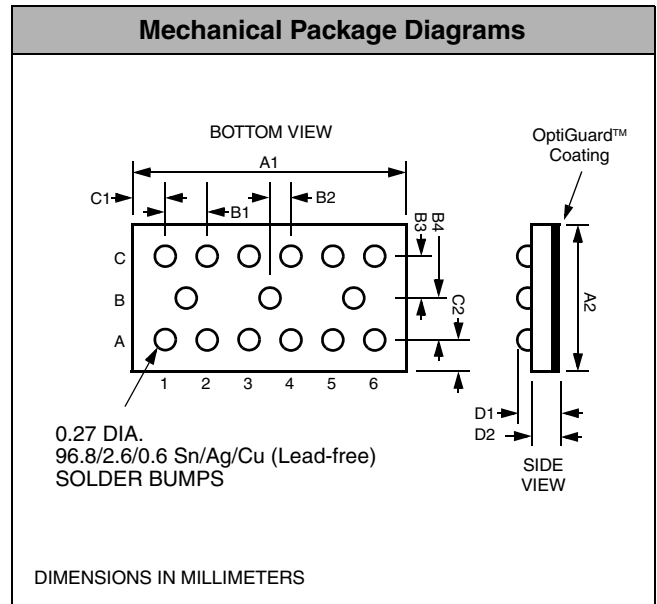 Mechanical Package Diagrams
BOTTOM VIEW
OptiGuard™
Coating
A1
C1
B1
B2
B3
B4
C
B
A
C2
A2
1 2 3 4 5 6
D1
D2
SIDE
VIEW
0.27 DIA.
96.8/2.6/0.6 Sn/Ag/Cu (Lead-free)
SOLDER BUMPS
DIMENSIONS IN MILLIMETERS